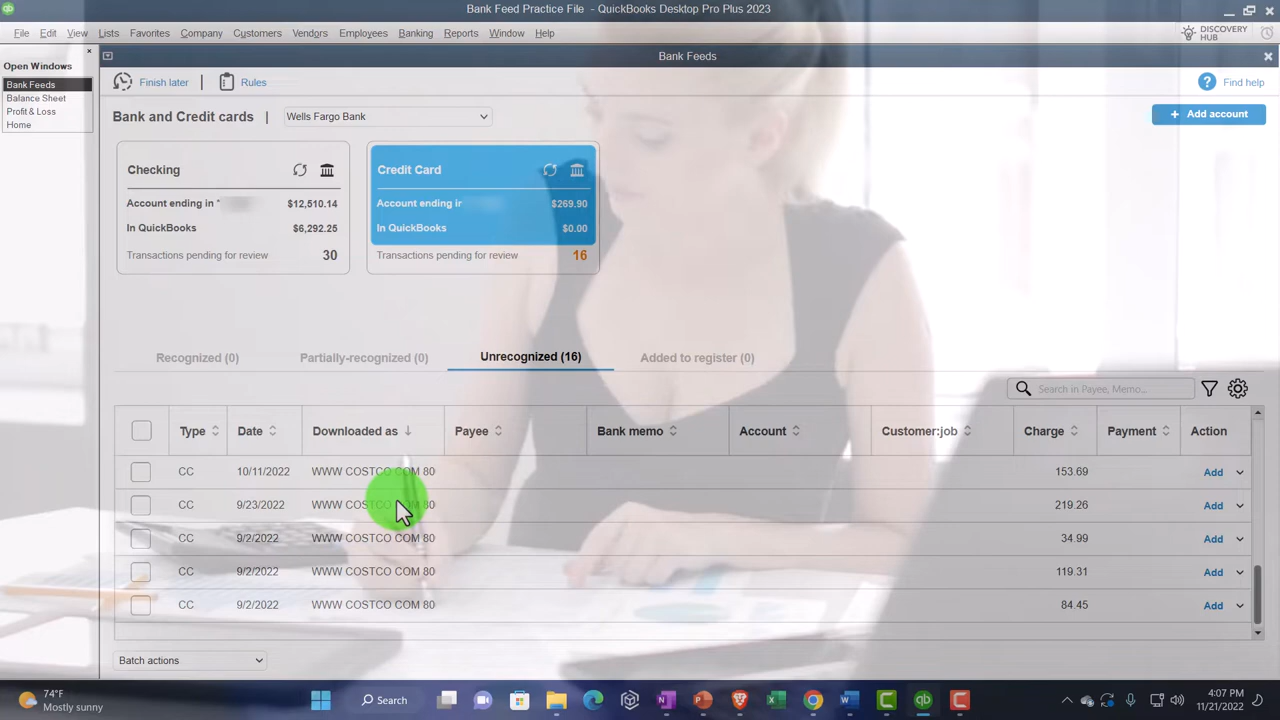 Bank Feed Practice File - QuickBooks Desktop Pro Plus 2023
File Edit View Lists Favorites Company Customers Vendors Employees Banking Reports Window Help
DISCOVERY HUB
Open Windows
Bank Feeds
Balance Sheet
Profit & Loss
Home
Bank Feeds
Finish later | Rules
Find help
Bank and Credit cards | Wells Fargo Bank
+ Add account
Checking
Account ending in * $12,510.14
In QuickBooks $6,292.25
Transactions pending for review 30
Credit Card
Account ending in $269.90
In QuickBooks $0.00
Transactions pending for review 16
Recognized (0) Partially-recognized (0) Unrecognized (16) Added to register (0)
Search in Payee, Memo...
Type Date Downloaded as Payee Bank memo Account Customer:job Charge Payment Action
CC 10/11/2022 WWW COSTCO COM 80 153.69 Add
CC 9/23/2022 WWW COSTCO COM 80 219.26 Add
CC 9/2/2022 WWW COSTCO COM 80 34.99 Add
CC 9/2/2022 WWW COSTCO COM 80 119.31 Add
CC 9/2/2022 WWW COSTCO COM 80 84.45 Add
Batch actions
74°F
Mostly sunny
Search
4:07 PM
11/21/2022